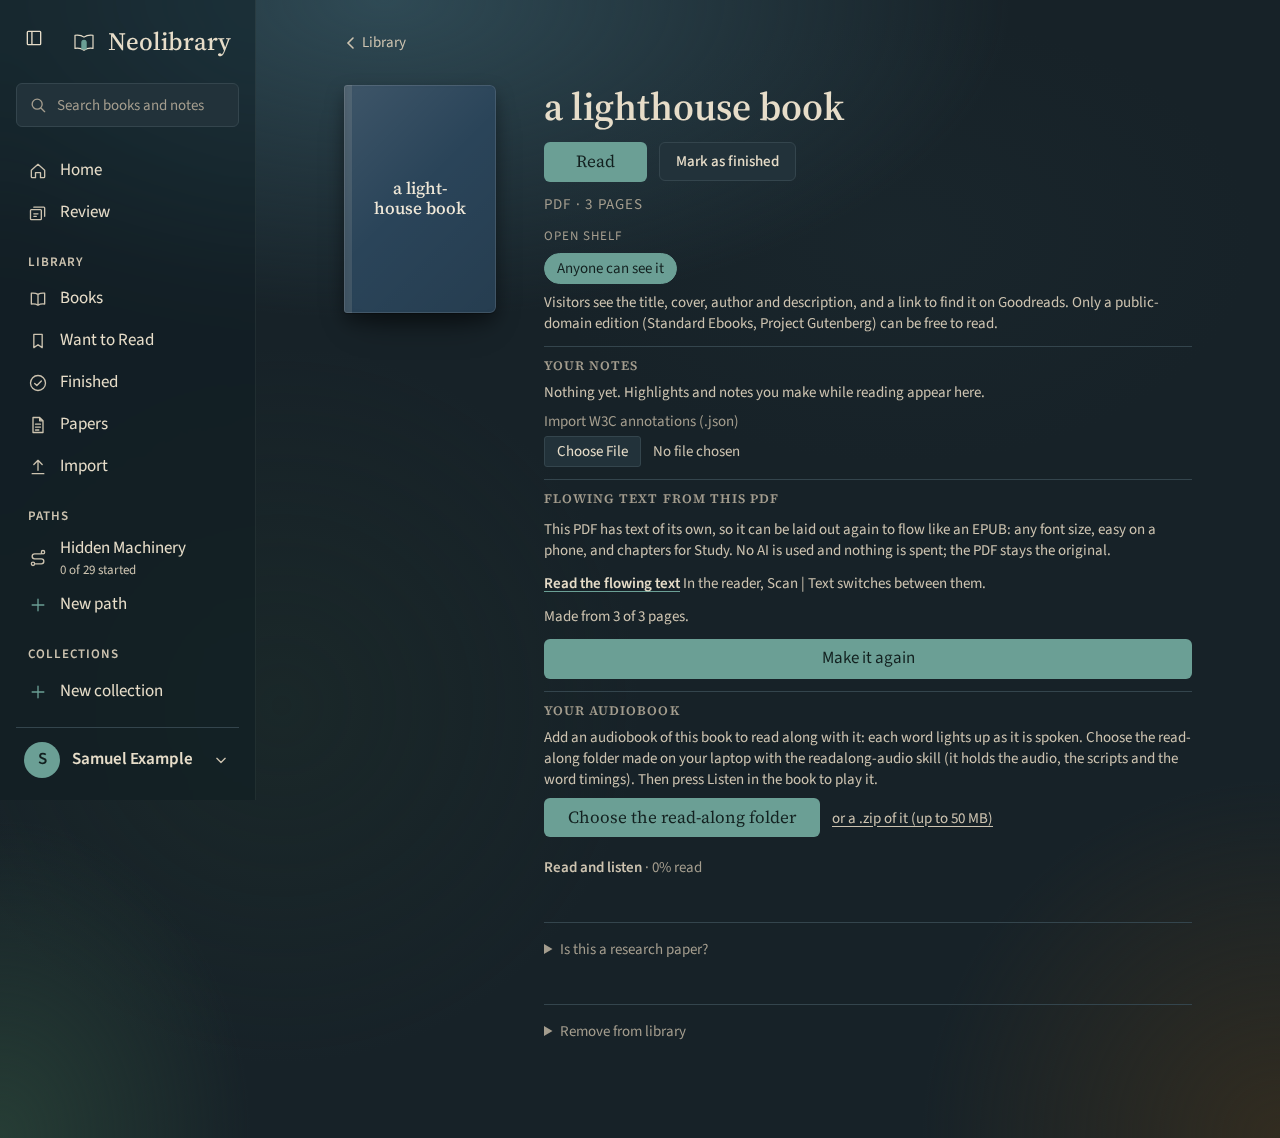 Neolibrary
Search books and notes
Home
Review
LIBRARY
Books
Want to Read
Finished
Papers
Import
PATHS
Hidden Machinery
0 of 29 started
New path
COLLECTIONS
New collection
S
Samuel Example
Library
a light-
house book
a lighthouse book
Read
Mark as finished
PDF · 3 PAGES
OPEN SHELF
Anyone can see it
Visitors see the title, cover, author and description, and a link to find it on Goodreads. Only a public-
domain edition (Standard Ebooks, Project Gutenberg) can be free to read.
YOUR NOTES
Nothing yet. Highlights and notes you make while reading appear here.
Import W3C annotations (.json)
Choose File No file chosen
FLOWING TEXT FROM THIS PDF
This PDF has text of its own, so it can be laid out again to flow like an EPUB: any font size, easy on a
phone, and chapters for Study. No AI is used and nothing is spent; the PDF stays the original.
Read the flowing text In the reader, Scan | Text switches between them.
Made from 3 of 3 pages.
Make it again
YOUR AUDIOBOOK
Add an audiobook of this book to read along with it: each word lights up as it is spoken. Choose the read-
along folder made on your laptop with the readalong-audio skill (it holds the audio, the scripts and the
word timings). Then press Listen in the book to play it.
Choose the read-along folder or a .zip of it (up to 50 MB)
Read and listen · 0% read
Is this a research paper?
Remove from library